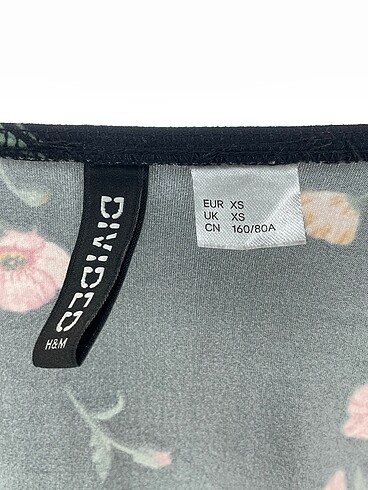 DIVIDED
H&M
EUR XS
UK XS
CN 160/80A